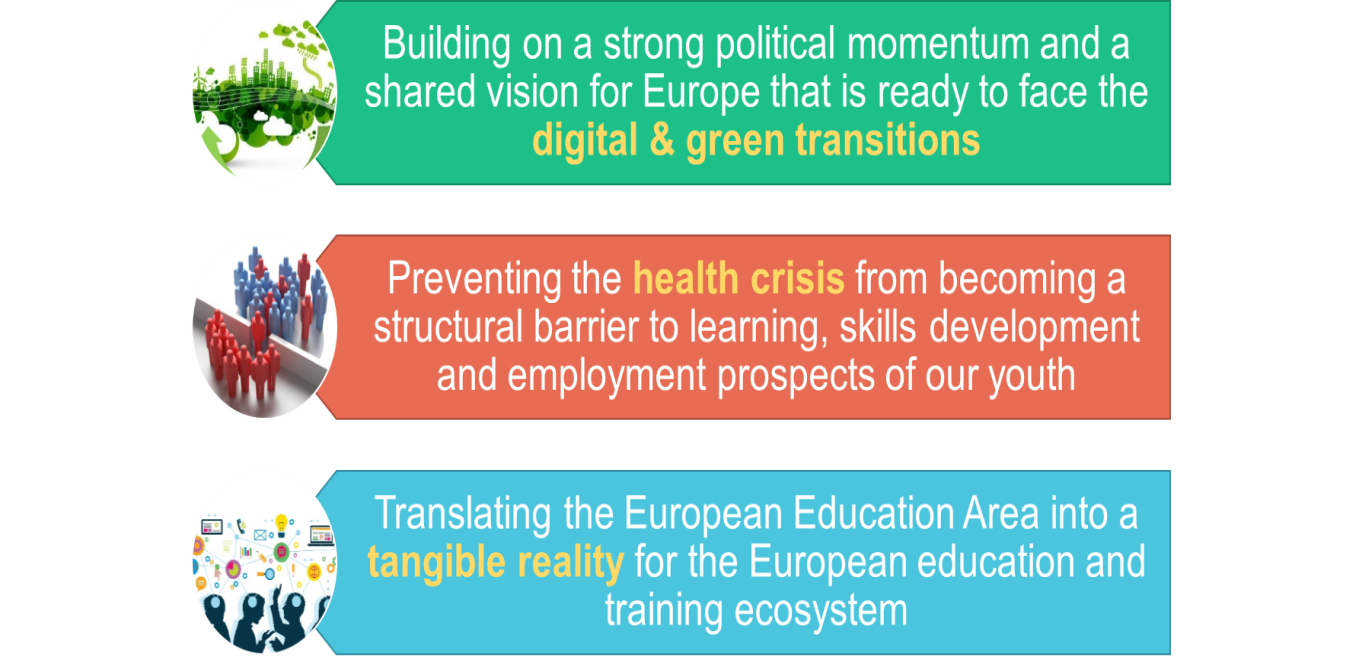 Building on a strong political momentum and a
shared vision for Europe that is ready to face the
digital & green transitions
Preventing the health crisis from becoming a
structural barrier to learning, skills development
and employment prospects of our youth
Translating the European Education Area into a
tangible reality for the European education and
training ecosystem